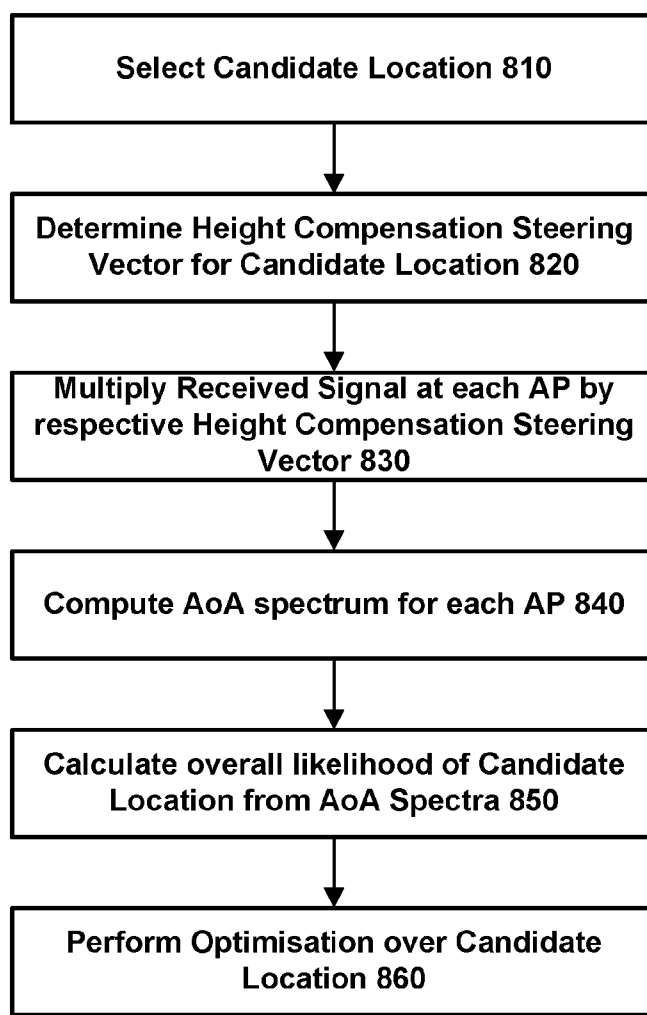 Select Candidate Location 810
Determine Height Compensation Steering
Vector for Candidate Location 820
Multiply Received Signal at each AP by
respective Height Compensation Steering
Vector 830
Compute AoA spectrum for each AP 840
Calculate overall likelihood of Candidate
Location from AoA Spectra 850
Perform Optimisation over Candidate
Location 860